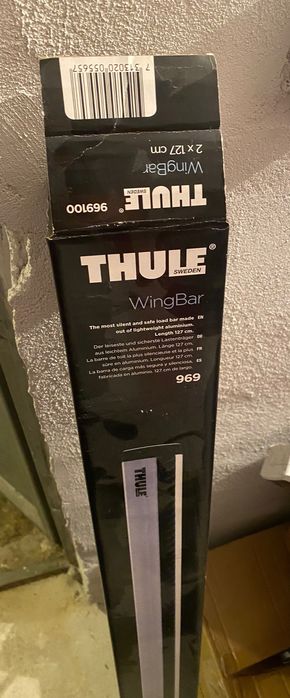 7 313020 055657
2 x 127 cm
WingBar
THULE®
SWEDEN
969100
THULE®
SWEDEN
WingBar
The most silent and safe load bar made EN
out of lightweight aluminium.
Length 127 cm.
Der leiseste und sicherste Lastenträger DE
aus leichtem Aluminium. Länge 127 cm.
La barre de toit la plus silencieuse et la plus FR
sûre en aluminium. Longueur 127 cm.
La barra de carga más segura y silenciosa, ES
fabricada en aluminio. 127 cm de largo.
969
THULE